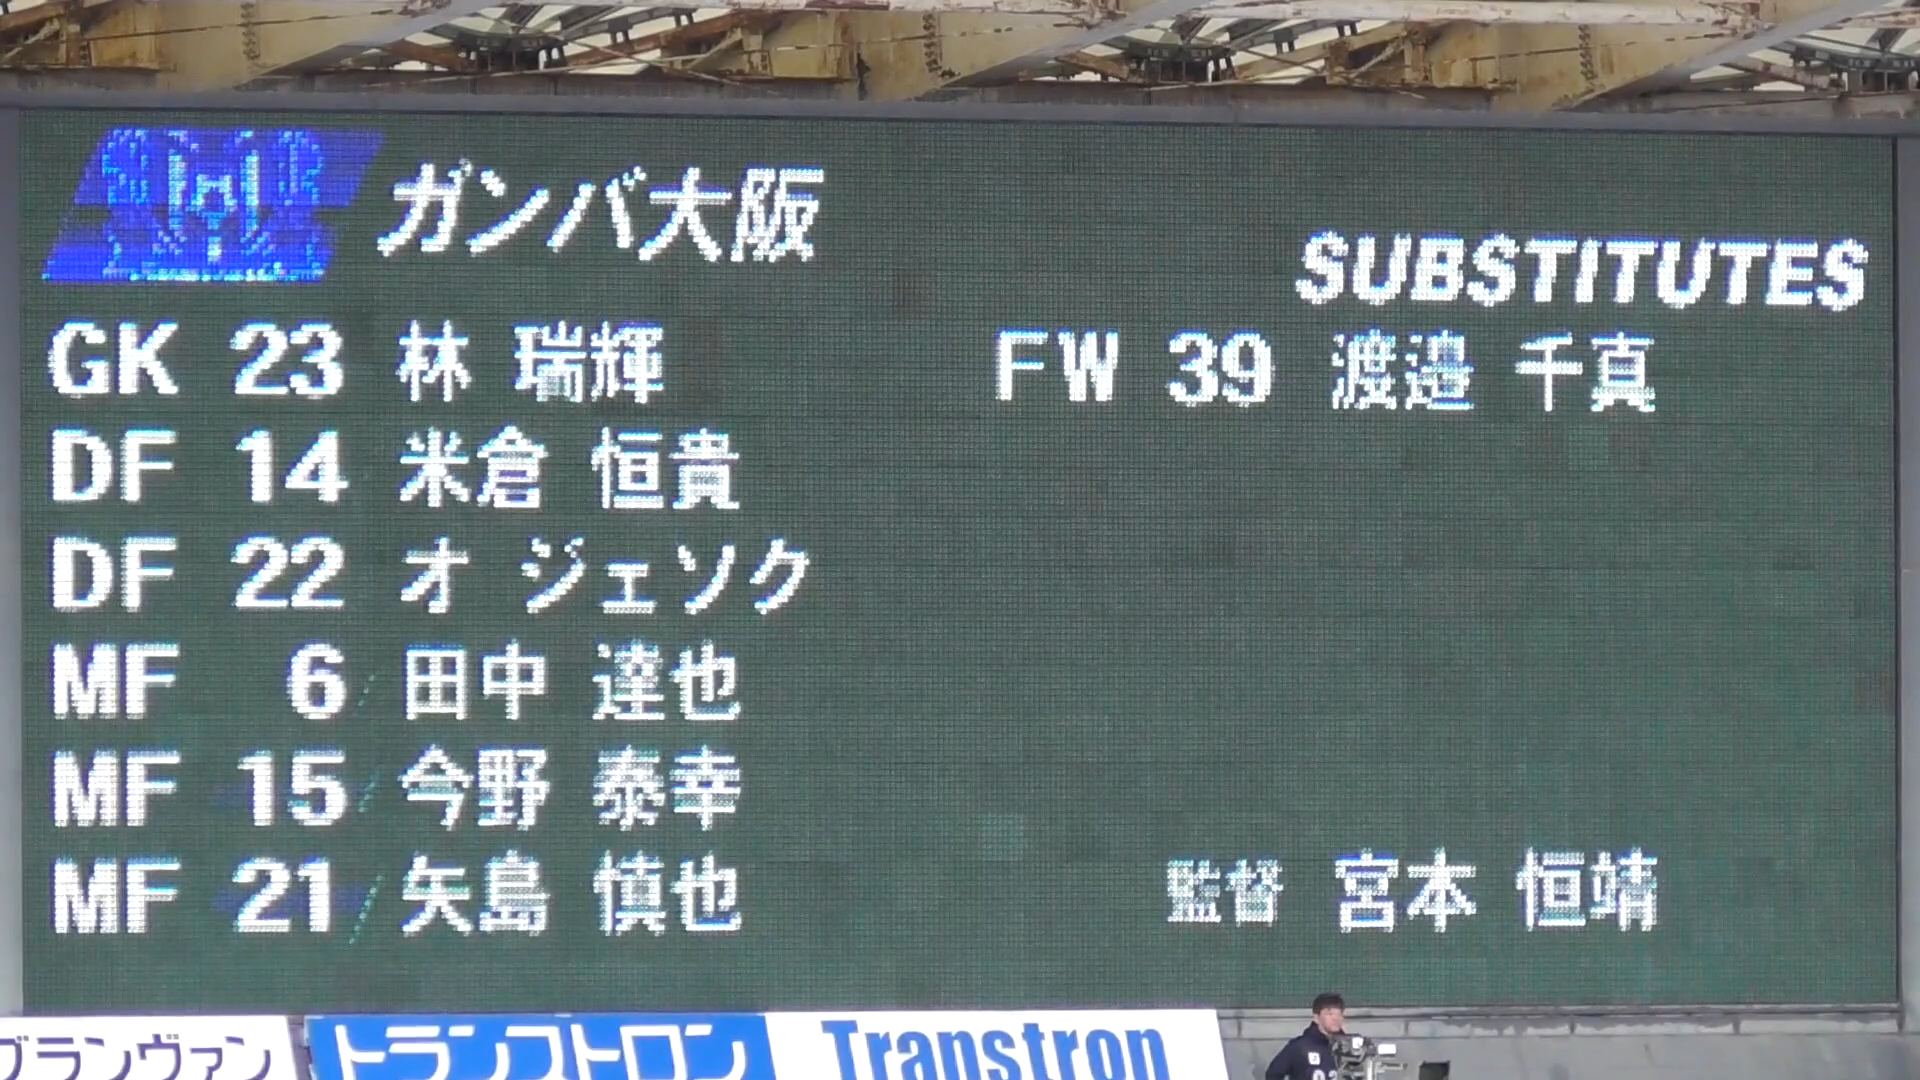 ガンバ大阪
SUBSTITUTES
GK 23 林 瑞輝
FW 39 渡邉 千真
DF 14 米倉 恒貴
DF 22 オ ジェソク
MF 6 田中 達也
MF 15 今野 泰幸
MF 21 矢島 慎也
監督 宮本 恒靖
ブランヴァン
トランストロン
Transtron